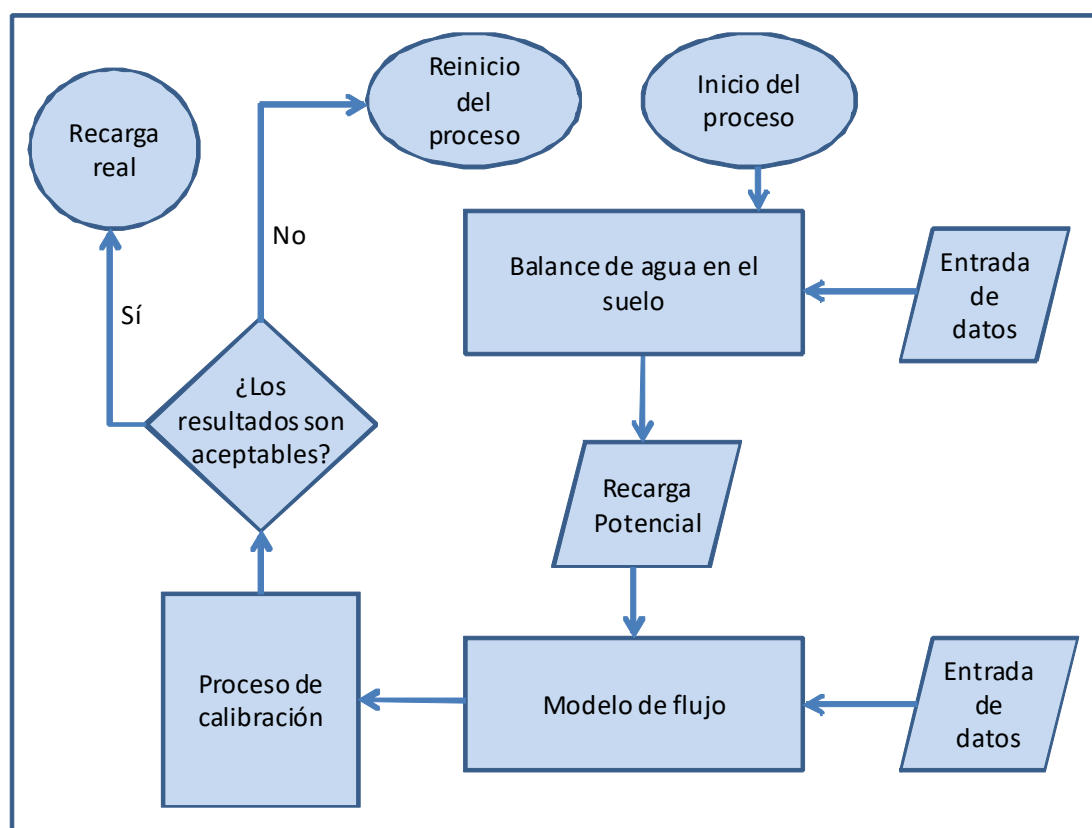 Reinicio
del
proceso
Inicio del
proceso
Recarga
real
No
Sí
Balance de agua en el
suelo
Entrada
de
datos
¿Los
resultados son
aceptables?
Recarga
Potencial
Proceso de
calibración
Modelo de flujo
Entrada
de
datos